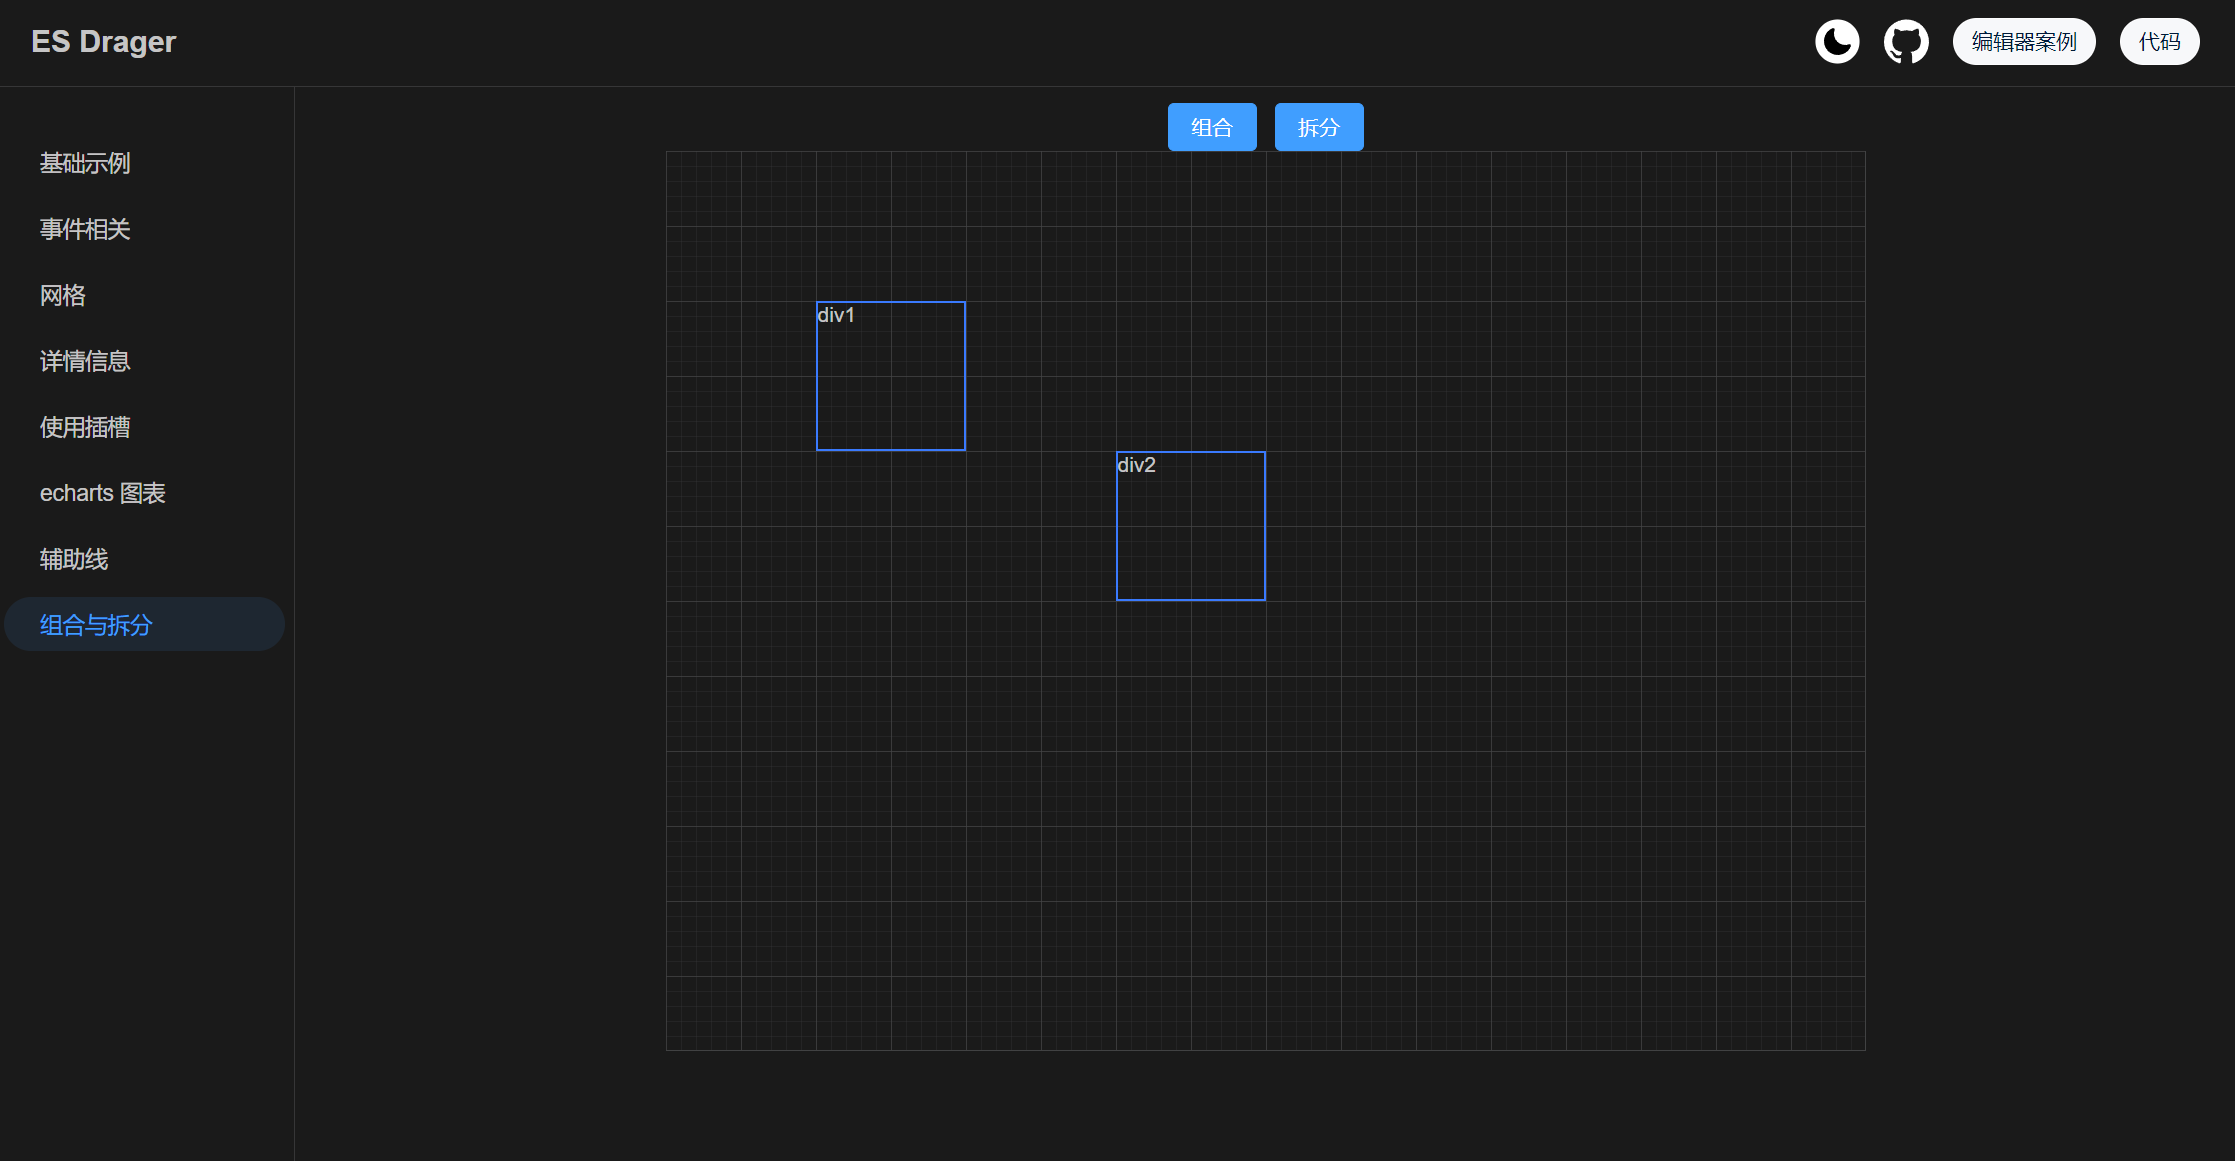 ES Drager
编辑器案例
代码
基础示例
事件相关
网格
详情信息
使用插槽
echarts 图表
辅助线
组合与拆分
组合
拆分
div1
div2